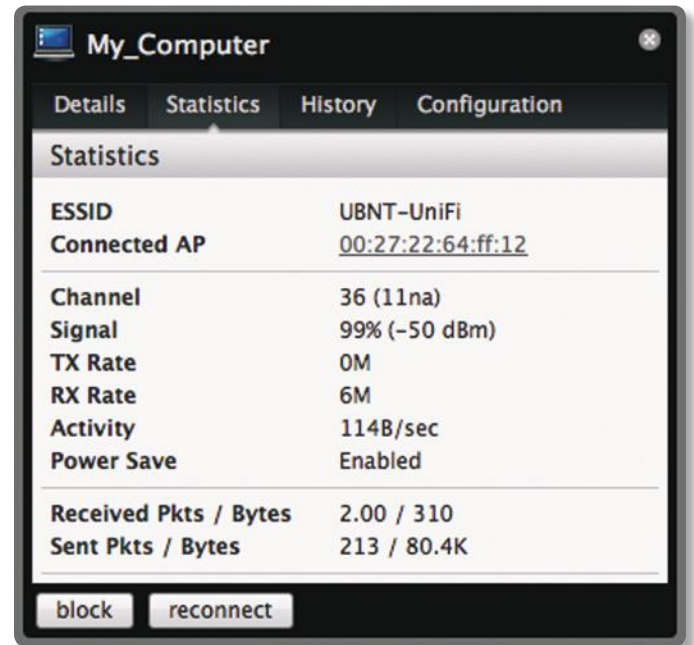 My_Computer
Details Statistics History Configuration
Statistics
ESSID UBNT-UniFi
Connected AP 00:27:22:64:ff:12
Channel 36 (11na)
Signal 99% (-50 dBm)
TX Rate 0M
RX Rate 6M
Activity 114B/sec
Power Save Enabled
Received Pkts / Bytes 2.00 / 310
Sent Pkts / Bytes 213 / 80.4K
block reconnect